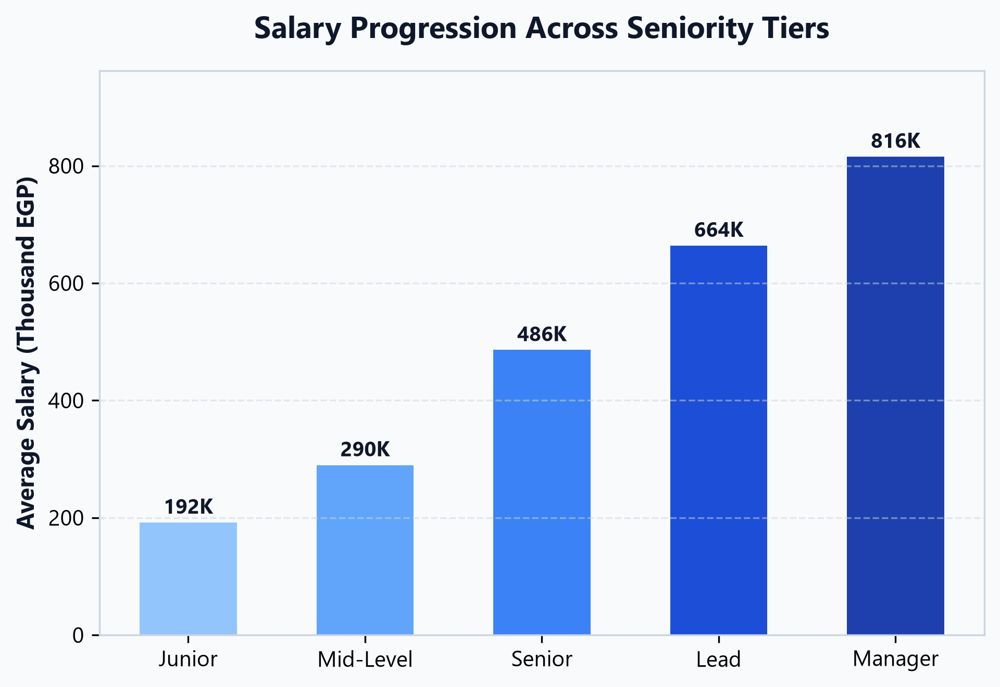 Salary Progression Across Seniority Tiers
Average Salary (Thousand EGP)
800
600
400
200
0
192K
290K
486K
664K
816K
Junior
Mid-Level
Senior
Lead
Manager